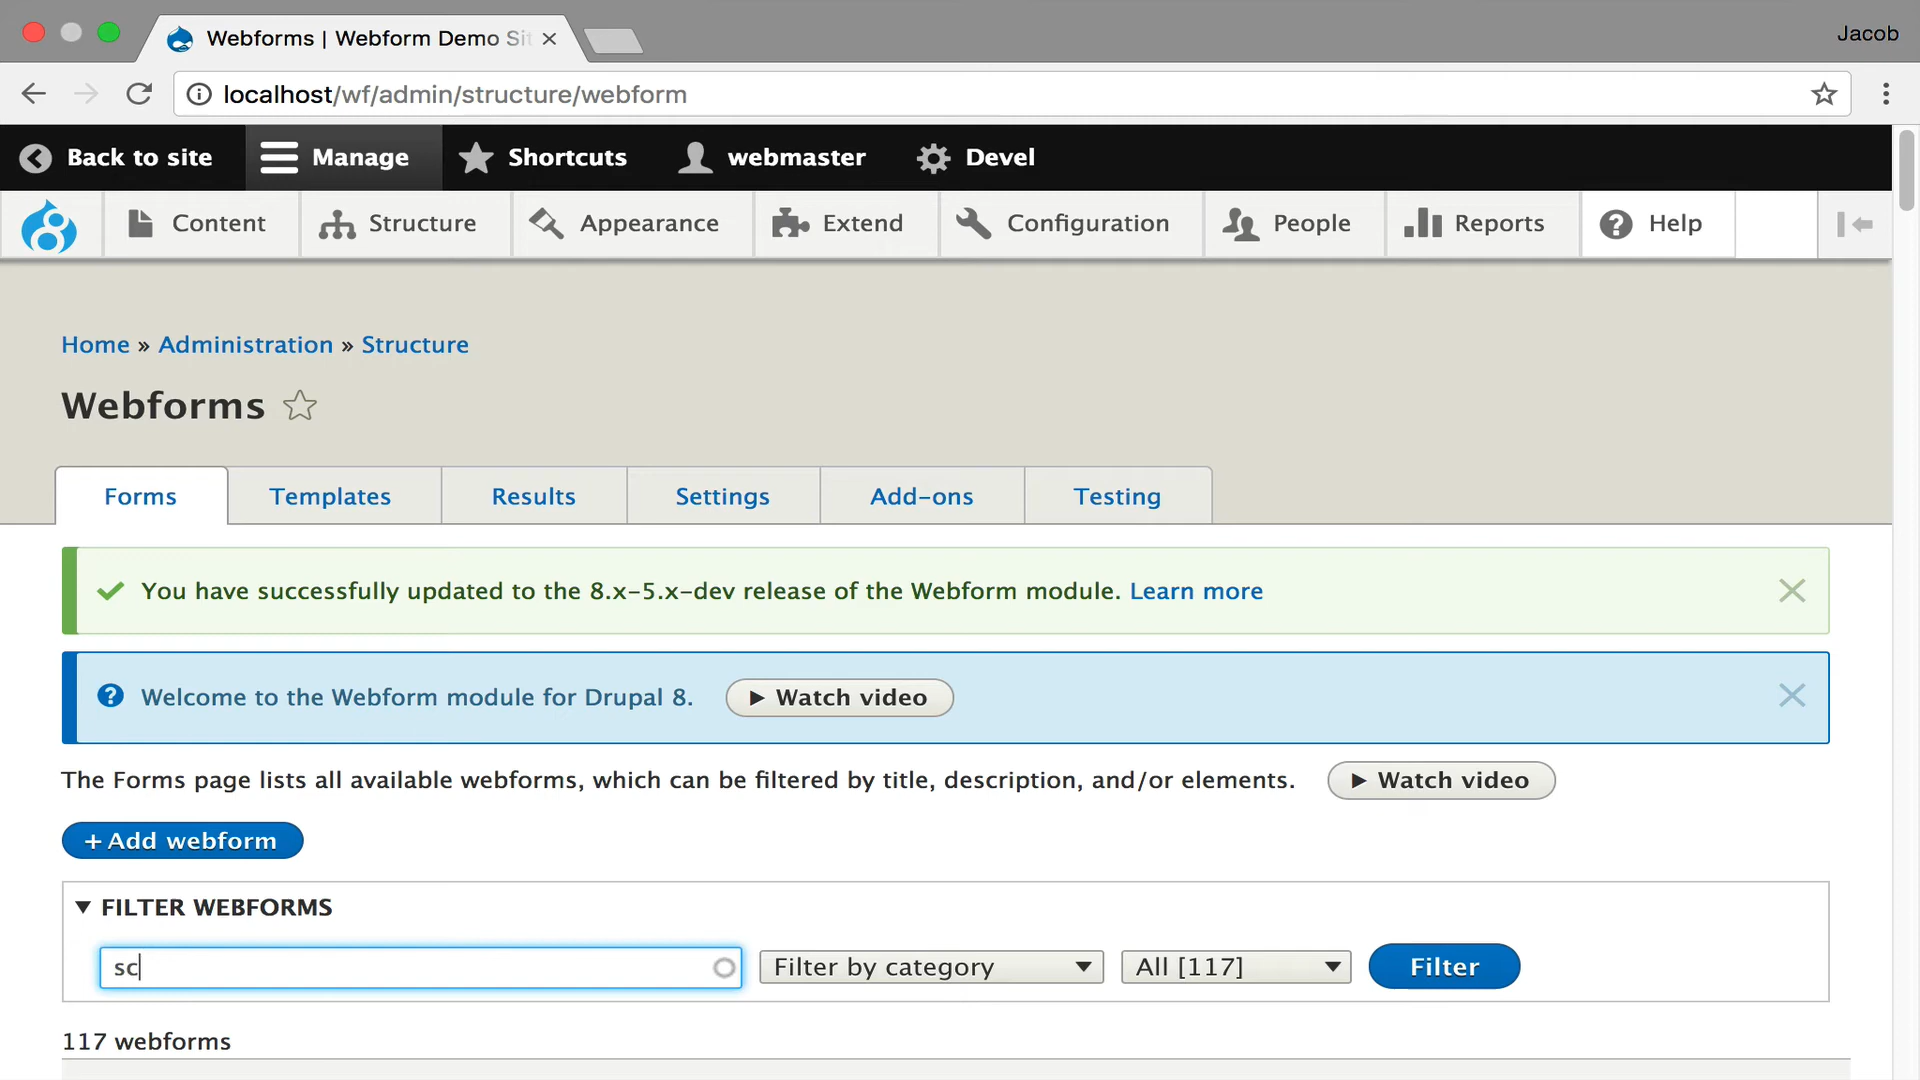 Webforms | Webform Demo Sit
Jacob
localhost/wf/admin/structure/webform
Back to site Manage Shortcuts webmaster Devel
Content Structure Appearance Extend Configuration People Reports Help
Home » Administration » Structure
Webforms
Forms Templates Results Settings Add-ons Testing
You have successfully updated to the 8.x-5.x-dev release of the Webform module. Learn more
Welcome to the Webform module for Drupal 8. ► Watch video
The Forms page lists all available webforms, which can be filtered by title, description, and/or elements. ► Watch video
+ Add webform
▼ FILTER WEBFORMS
sc Filter by category All [117] Filter
117 webforms